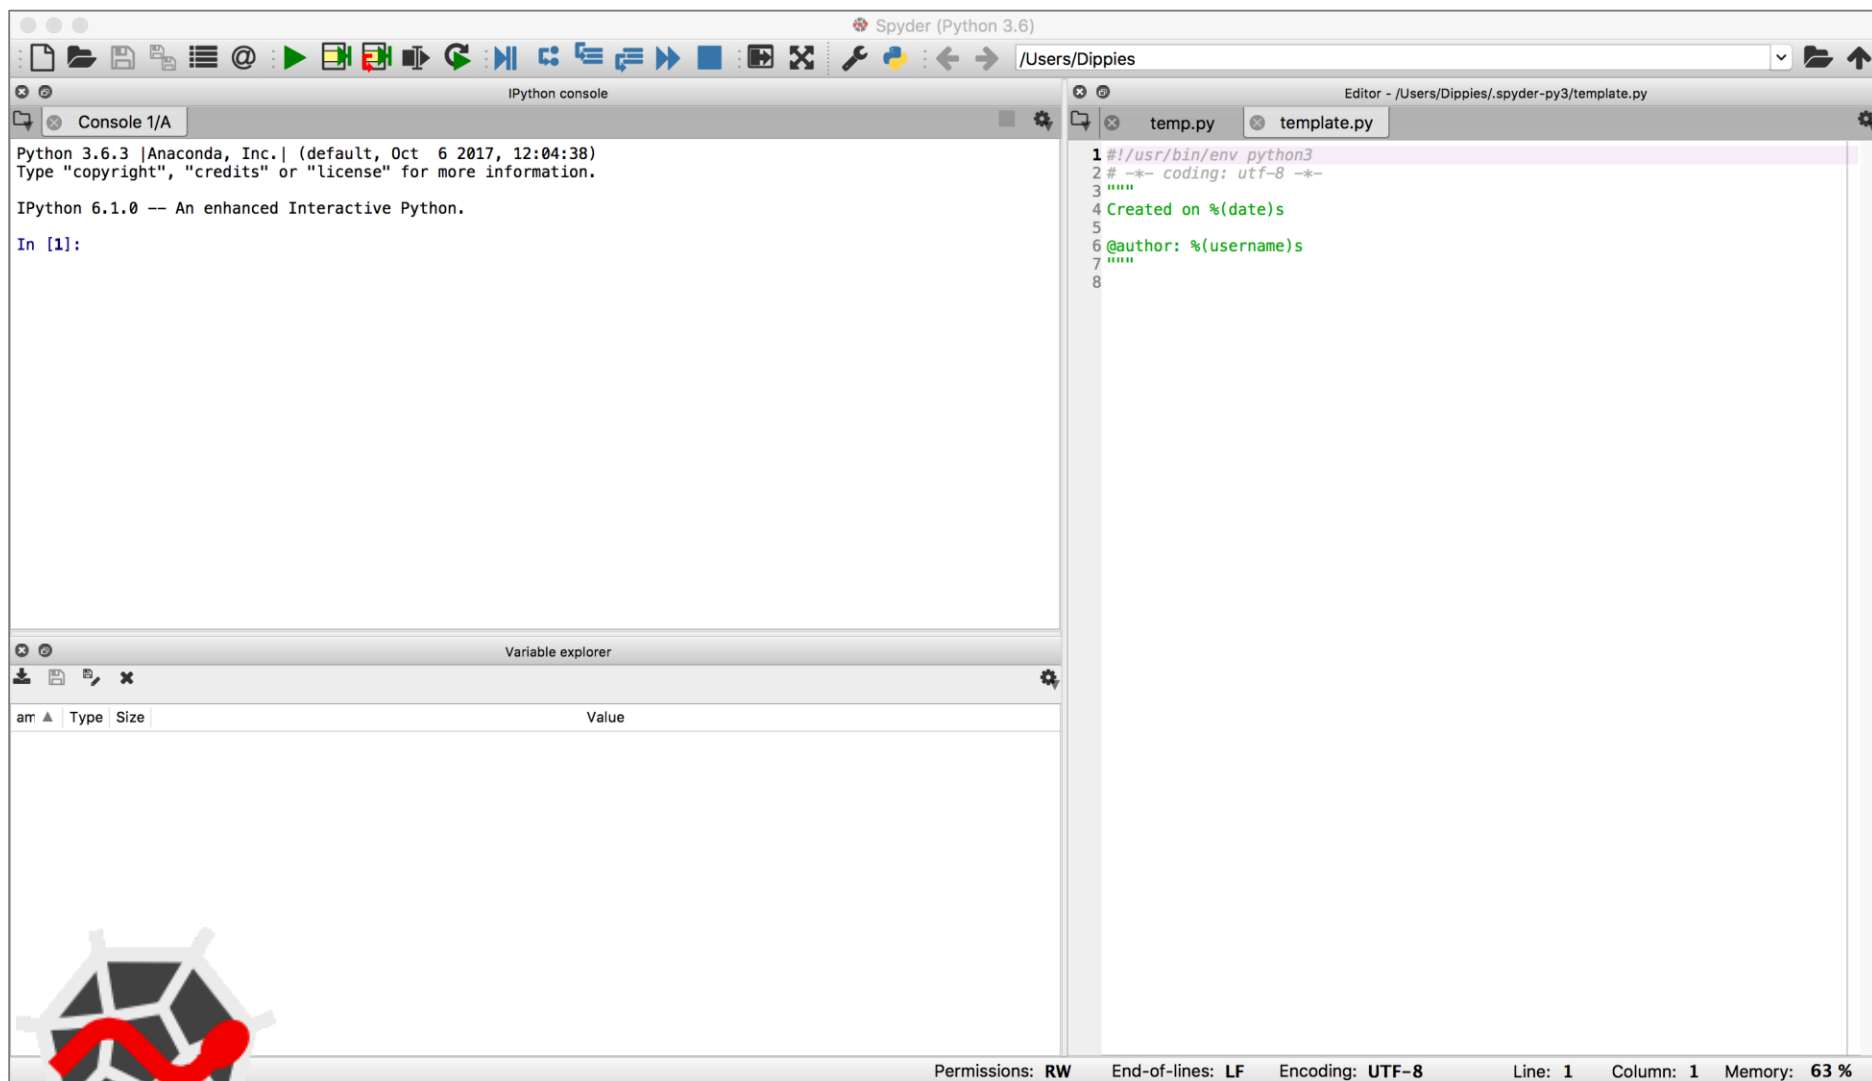 Spyder (Python 3.6)
@
/Users/Dippies
IPython console
Console 1/A
Python 3.6.3 |Anaconda, Inc.| (default, Oct  6 2017, 12:04:38)
Type "copyright", "credits" or "license" for more information.
IPython 6.1.0 -- An enhanced Interactive Python.
In [1]:
Variable explorer
am Type Size Value
Editor - /Users/Dippies/.spyder-py3/template.py
temp.py template.py
1 #!/usr/bin/env python3
2 # -*- coding: utf-8 -*-
3 """
4 Created on %(date)s
5
6 @author: %(username)s
7 """
8
Permissions: RW End-of-lines: LF Encoding: UTF-8 Line: 1 Column: 1 Memory: 63 %